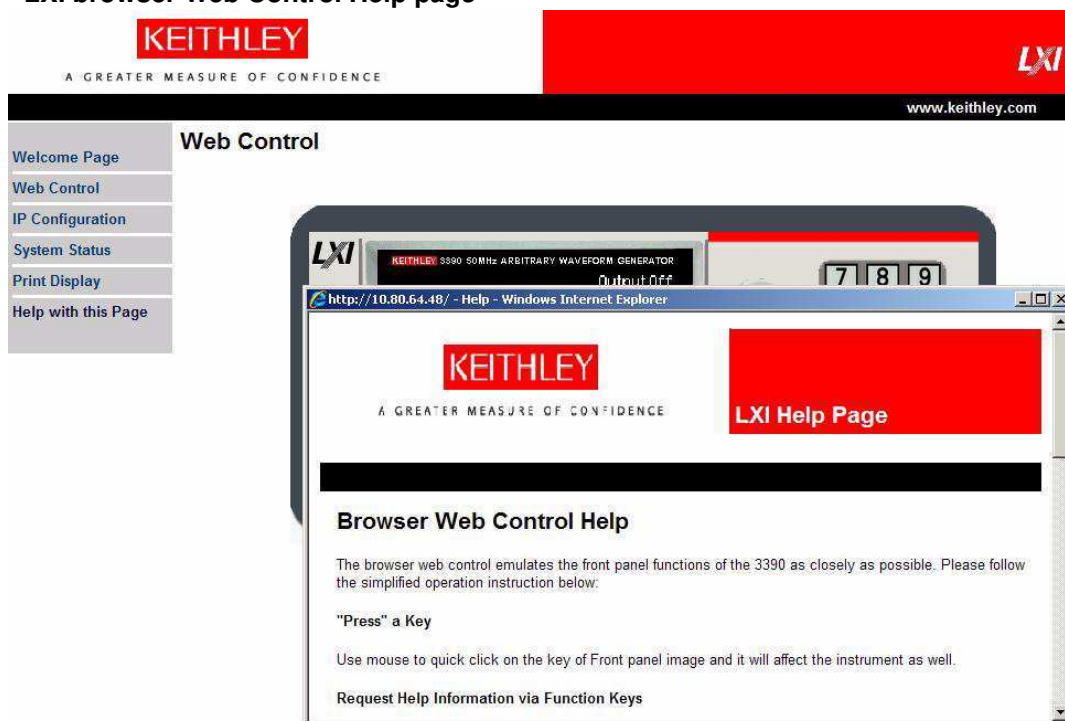 LXI browser Web Control Help page
KEITHLEY
A GREATER MEASURE OF CONFIDENCE
LXI
www.keithley.com
Welcome Page
Web Control
IP Configuration
System Status
Print Display
Help with this Page
Web Control
LXI
KEITHLEY 3390 50MHz ARBITRARY WAVEFORM GENERATOR
Output Off
7 8 9
http://10.80.64.48/ - Help - Windows Internet Explorer
KEITHLEY
A GREATER MEASURE OF CONFIDENCE
LXI Help Page
Browser Web Control Help
The browser web control emulates the front panel functions of the 3390 as closely as possible. Please follow
the simplified operation instruction below:
"Press" a Key
Use mouse to quick click on the key of Front panel image and it will affect the instrument as well.
Request Help Information via Function Keys